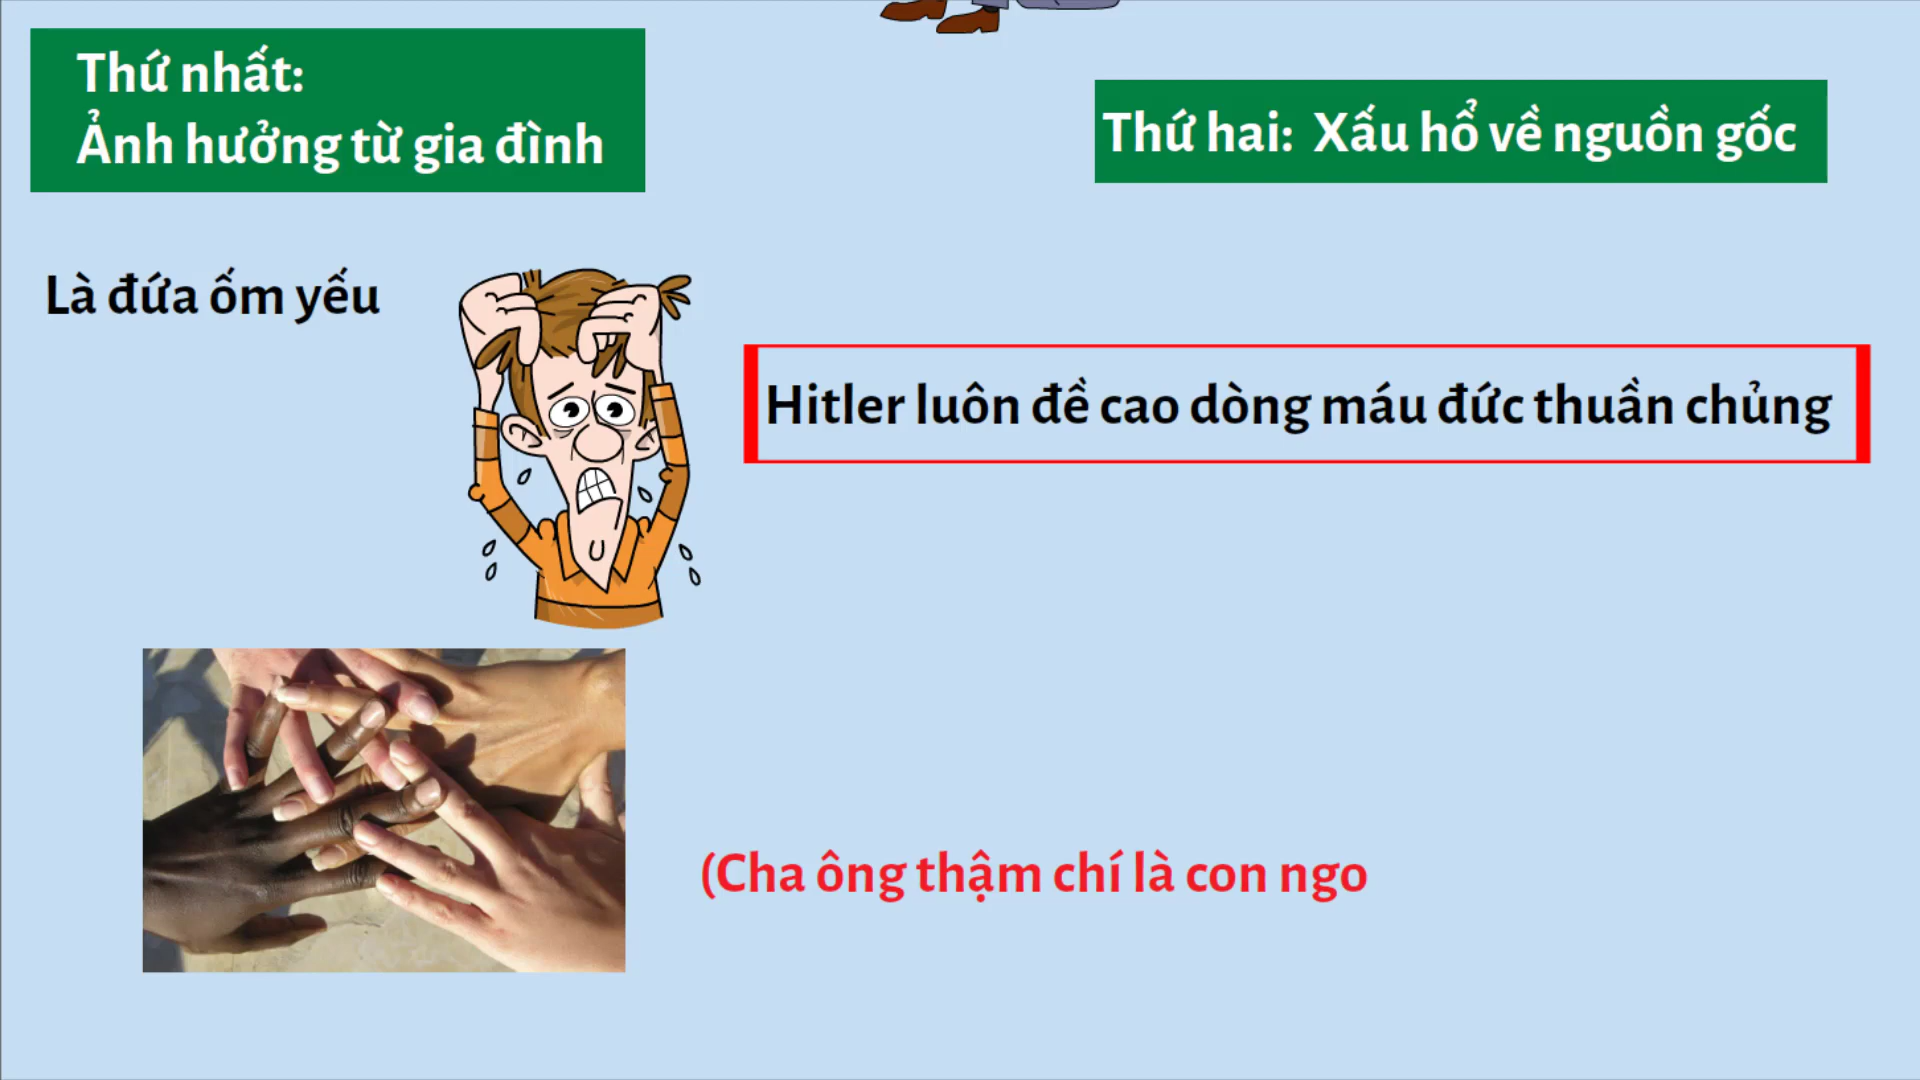 Thứ nhất:
Ảnh hưởng từ gia đình
Thứ hai: Xấu hổ về nguồn gốc
Là đứa ốm yếu
Hitler luôn đề cao dòng máu đức thuần chủng
(Cha ông thậm chí là con ngo